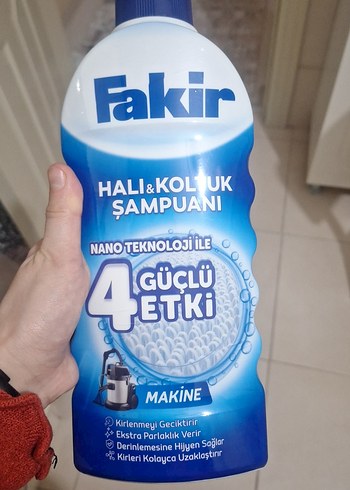 Fakir
HALI & KOLTUK
ŞAMPUANI
NANO TEKNOLOJİ İLE
4 GÜÇLÜ
ETKİ
MAKİNE
Kirlenmeyi Geciktirir
Ekstra Parlaklık Verir
Derinlemesine Hijyen Sağlar
Kirleri Kolayca Uzaklaştırır